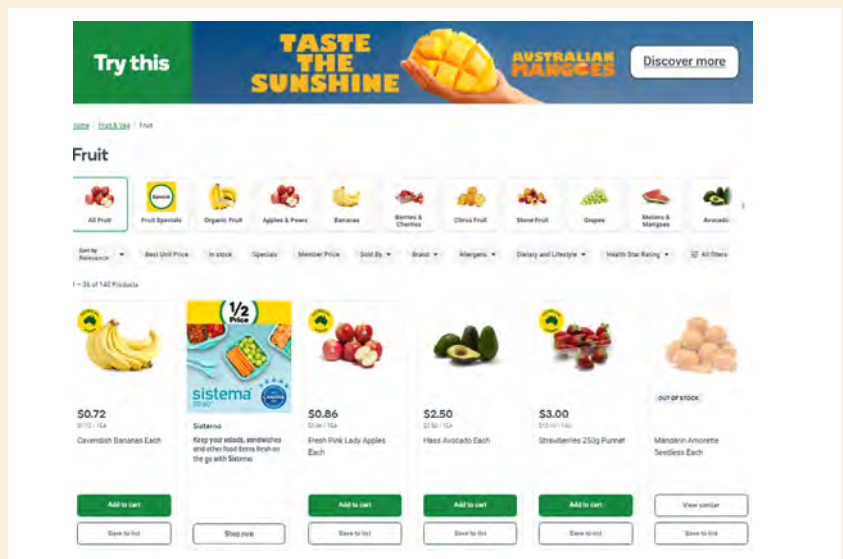 Try this
TASTE
THE
SUNSHINE
AUSTRALIAN
MANGOES
Discover more
Home / Fruit & Veg / Fruit
Fruit
All Fruit
Fruit Specials
Organic Fruit
Apples & Pears
Bananas
Berries &
Cherries
Citrus Fruit
Stone Fruit
Grapes
Melons &
Mangoes
Avocado
Sort by
Relevance
Best Unit Price
In stock
Specials
Member Price
Sold By
Brand
Allergens
Dietary and Lifestyle
Health Star Rating
All filters
1 - 36 of 140 Products
1/2
Price
sistema
OUT OF STOCK
$0.72
Cavendish Bananas Each
Sistema
Keep your salads, sandwiches
and other food items fresh on
the go with Sistema
$0.86
Fresh Pink Lady Apples
Each
$2.50
Hass Avocado Each
$3.00
Strawberries 250g Punnet
Mandarin Amorette
Seedless Each
Add to cart
Add to cart
Add to cart
Add to cart
View similar
Save to list
Shop now
Save to list
Save to list
Save to list
Save to list